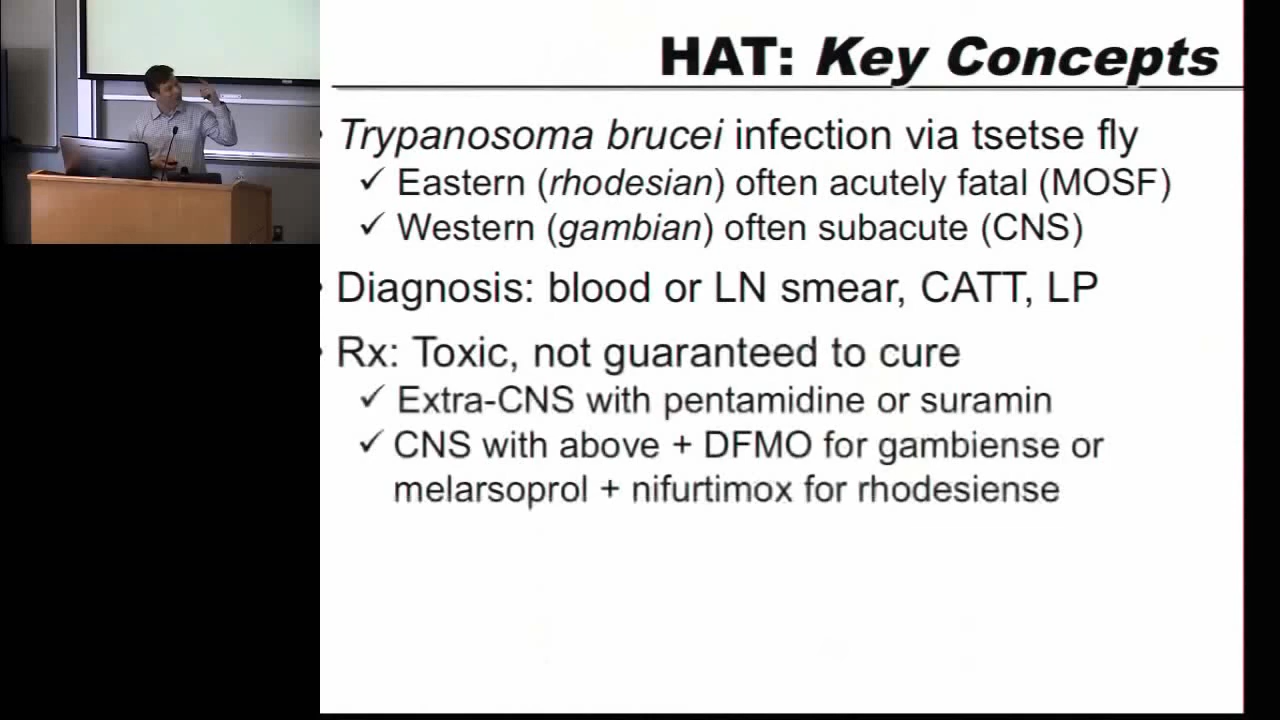 HAT: Key Concepts
• Trypanosoma brucei infection via tsetse fly
✓ Eastern (rhodesian) often acutely fatal (MOSF)
✓ Western (gambian) often subacute (CNS)
• Diagnosis: blood or LN smear, CATT, LP
• Rx: Toxic, not guaranteed to cure
✓ Extra-CNS with pentamidine or suramin
✓ CNS with above + DFMO for gambiense or
melarsoprol + nifurtimox for rhodesiense